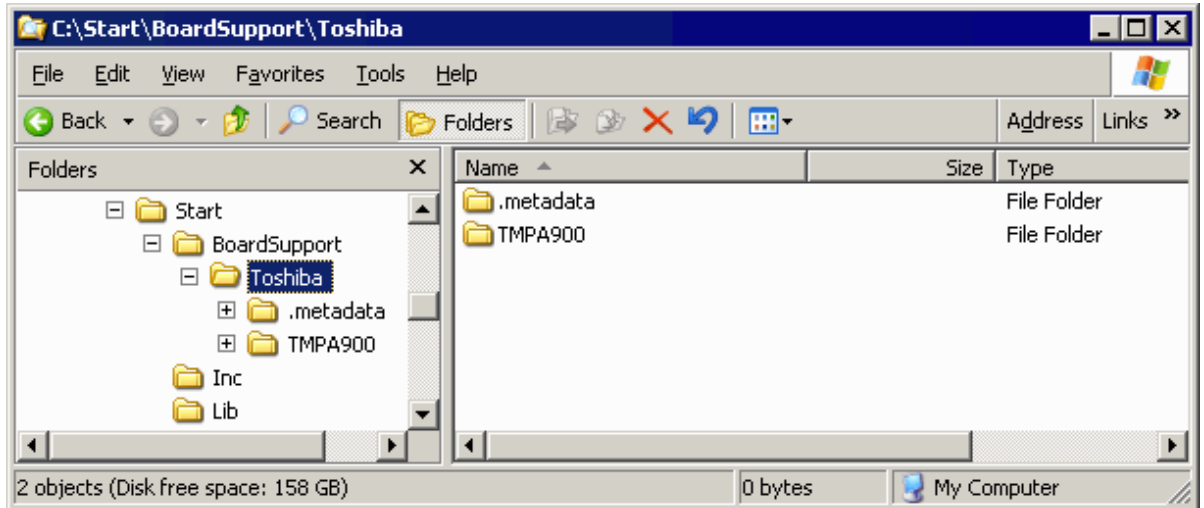 C:\Start\BoardSupport\Toshiba
File Edit View Favorites Tools Help
Back Search Folders Address Links »
Folders
Name Size Type
Start
BoardSupport
Toshiba
.metadata
TMPA900
Inc
Lib
.metadata File Folder
TMPA900 File Folder
2 objects (Disk free space: 158 GB) 0 bytes My Computer